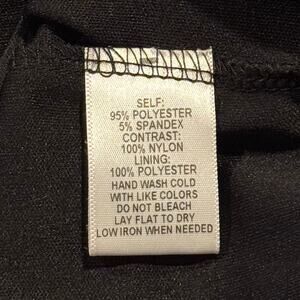 SELF:
95% POLYESTER
5% SPANDEX
CONTRAST:
100% NYLON
LINING:
100% POLYESTER
HAND WASH COLD
WITH LIKE COLORS
DO NOT BLEACH
LAY FLAT TO DRY
LOW IRON WHEN NEEDED